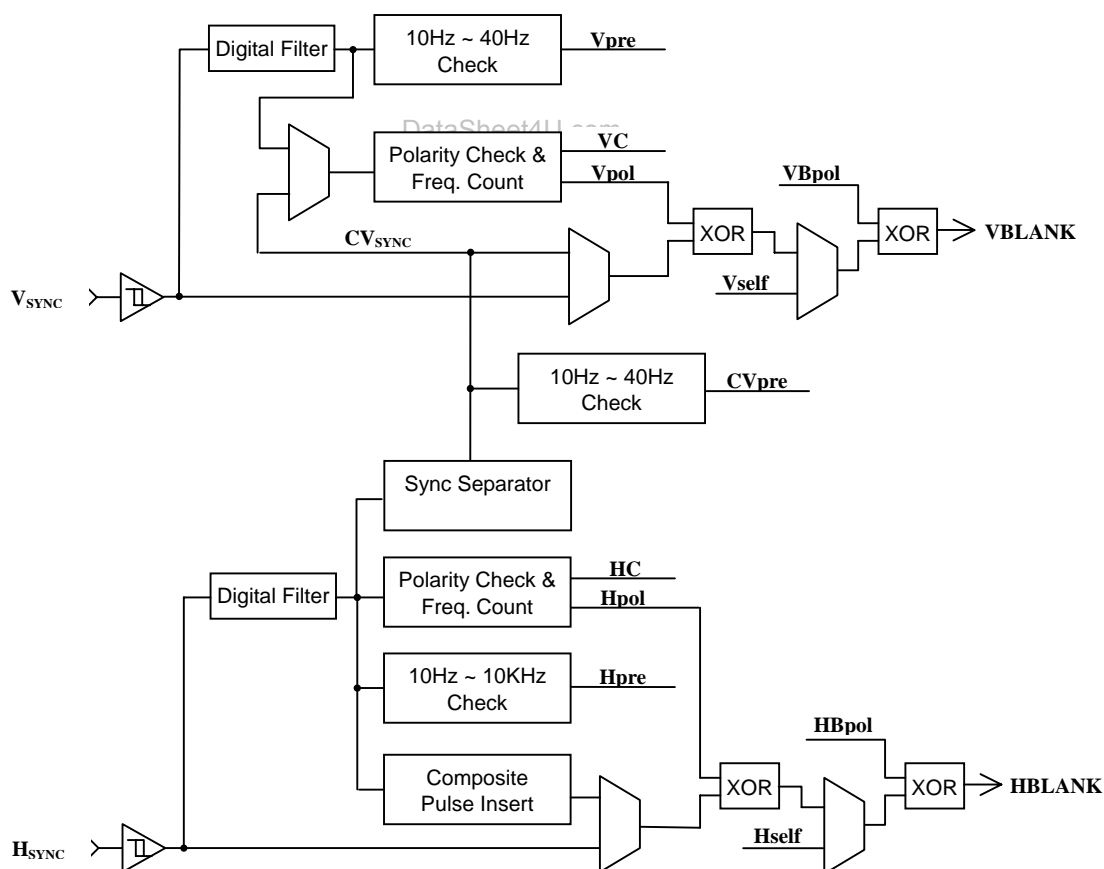 Digital Filter
10Hz ~ 40Hz
Check
Vpre
DataSheet4U.com
Polarity Check &
Freq. Count
VC
Vpol
VBpol
XOR
XOR
VBLANK
CVSYNC
Vself
VSYNC
10Hz ~ 40Hz
Check
CVpre
Sync Separator
Digital Filter
Polarity Check &
Freq. Count
HC
Hpol
10Hz ~ 10KHz
Check
Hpre
HBpol
Composite
Pulse Insert
XOR
XOR
HBLANK
Hself
HSYNC